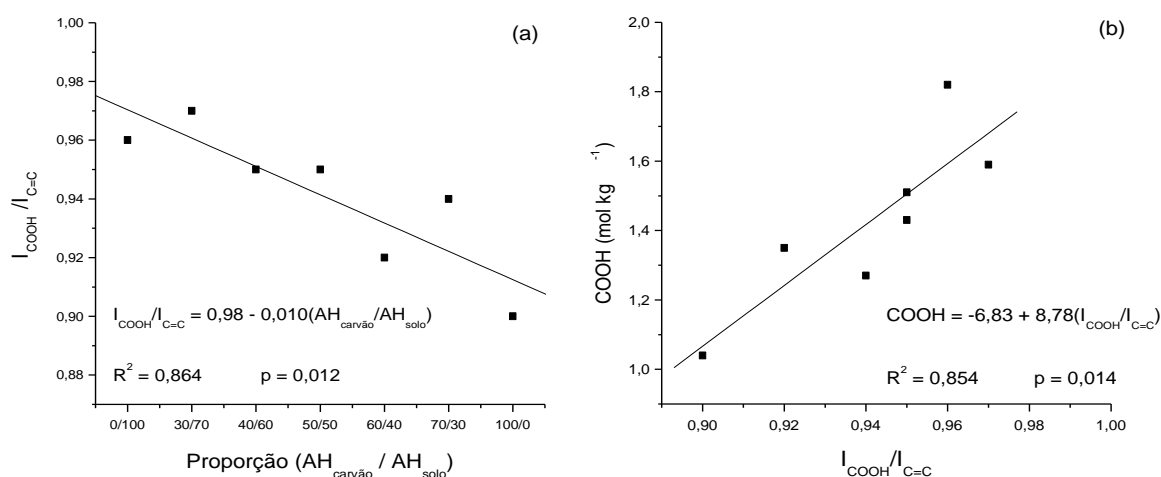 (a)
1,00
0,98
0,96
0,94
0,92
0,90
0,88
I_COOH/I_C=C
I_COOH/I_C=C = 0,98 - 0,010(AH_carvão/AH_solo)
R² = 0,864 p = 0,012
0/100 30/70 40/60 50/50 60/40 70/30 100/0
Proporção (AH_carvão / AH_solo)
(b)
2,0
1,8
1,6
1,4
1,2
1,0
COOH (mol kg⁻¹)
COOH = -6,83 + 8,78(I_COOH/I_C=C)
R² = 0,854 p = 0,014
0,90 0,92 0,94 0,96 0,98 1,00
I_COOH/I_C=C